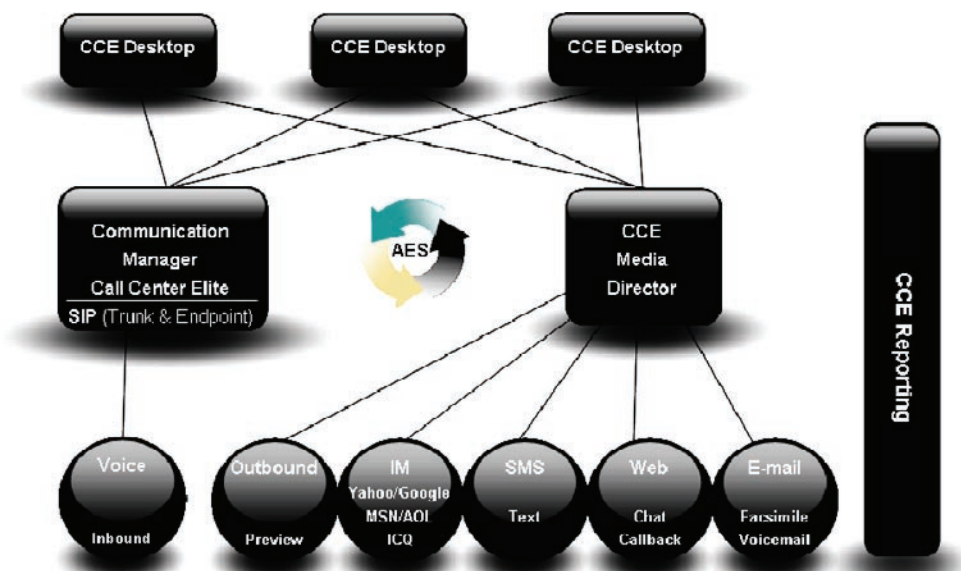 CCE Desktop
CCE Desktop
CCE Desktop
Communication
Manager
Call Center Elite
SIP (Trunk & Endpoint)
AES
CCE
Media
Director
CCE Reporting
Voice
Inbound
Outbound
Preview
IM
Yahoo/Google
MSN/AOL
ICQ
SMS
Text
Web
Chat
Callback
E-mail
Facsimile
Voicemail